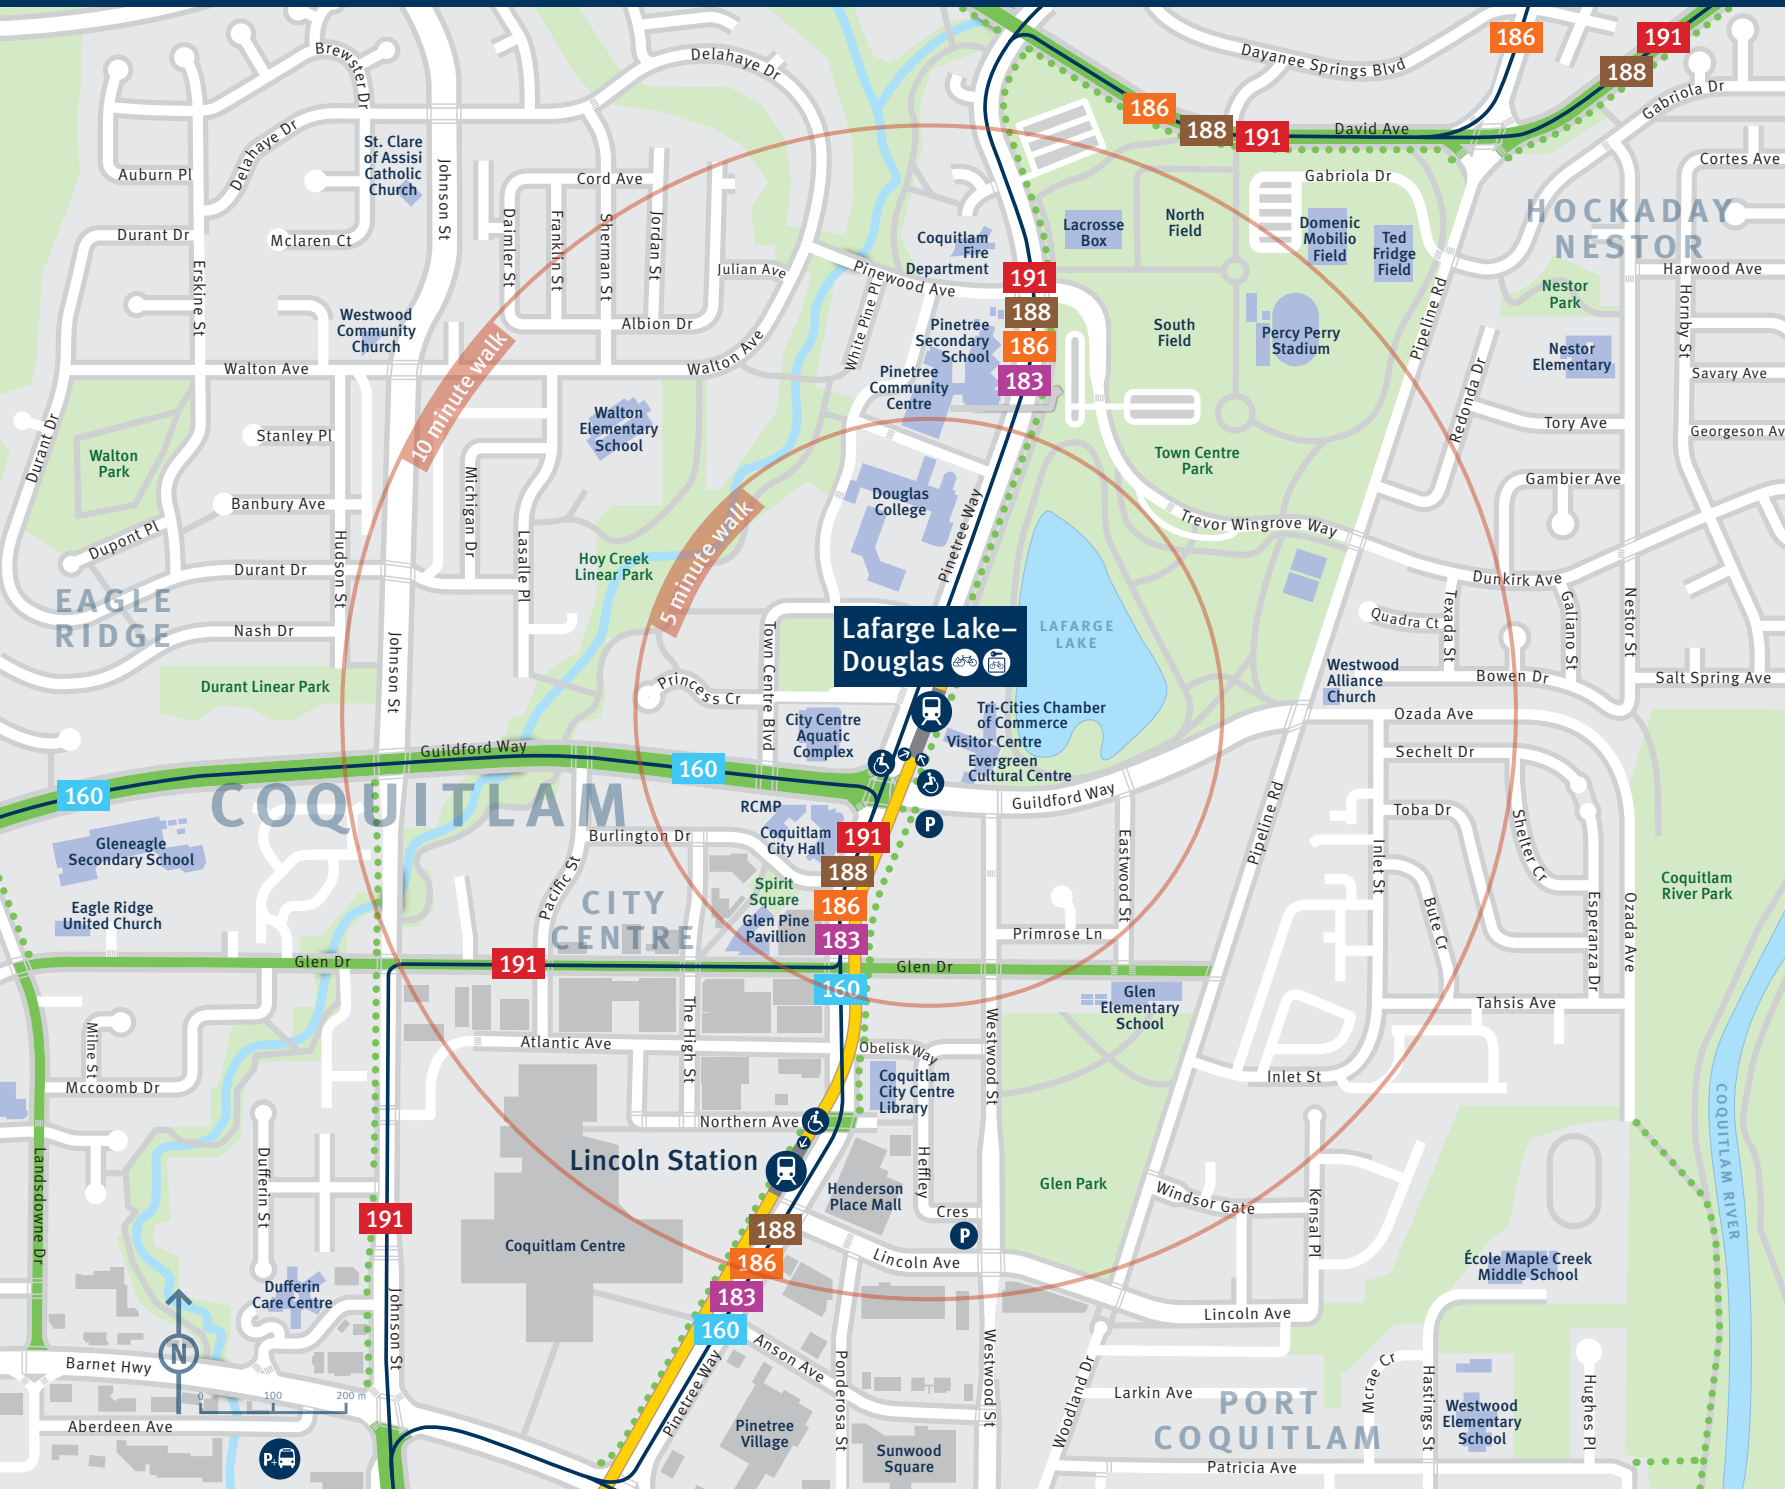 Brewster Dr
Delahaye Dr
Dayanee Springs Blvd
186
191
188
Gabriola Dr
186
188
191
David Ave
Cortes Ave
Delahaye Dr
St. Clare
of Assisi
Catholic
Church
Johnson St
Auburn Pl
Cord Ave
Gabriola Dr
HOCKADAY
NESTOR
Durant Dr
Mclaren Ct
Erskine St
Daimler St
Franklin St
Sherman St
Jordan St
Julian Ave
Albion Dr
Coquitlam
Fire
Department
Lacrosse
Box
North
Field
Domenic
Mobilio
Field
Ted
Fridge
Field
Harwood Ave
Pinewood Ave
White Pine Pl
191
188
186
183
Nestor
Park
Hornby St
Westwood
Community
Church
Pinetree
Secondary
School
Pinetree
Community
Centre
South
Field
Percy Perry
Stadium
Pipeline Rd
Nestor
Elementary
Walton Ave
Walton Ave
10 minute walk
Savary Ave
Redonda Dr
Tory Ave
Georgeson Av
Durant Dr
Walton
Park
Stanley Pl
Walton
Elementary
School
Town Centre
Park
Gambier Ave
Banbury Ave
Michigan Dr
Douglas
College
Pinetree Way
Trevor Wingrove Way
Dupont Pl
Hudson St
Lasalle Pl
5 minute walk
Hoy Creek
Linear Park
Durant Dr
Dunkirk Ave
EAGLE
RIDGE
Nash Dr
Johnson St
Town Centre Blvd
Lafarge Lake–
Douglas
LAFARGE
LAKE
Quadra Ct
Texada St
Galiano St
Nestor St
Durant Linear Park
Princess Cr
Westwood
Alliance
Church
Bowen Dr
Salt Spring Ave
City Centre
Aquatic
Complex
Tri-Cities Chamber
of Commerce
Visitor Centre
Evergreen
Cultural Centre
Ozada Ave
Sechelt Dr
Guildford Way
160
160
COQUITLAM
Guildford Way
P
RCMP
Coquitlam
City Hall
191
188
186
183
160
Toba Dr
Shelter Cr
Pipeline Rd
Inlet St
Gleneagle
Secondary School
Burlington Dr
Pacific St
Eastwood St
Coquitlam
River Park
Eagle Ridge
United Church
CITY
CENTRE
Spirit
Square
Glen Pine
Pavillion
Bute Cr
Esperanza Dr
Ozada Ave
Primrose Ln
Glen Dr
191
Glen Dr
Glen
Elementary
School
Tahsis Ave
Milne St
The High St
Atlantic Ave
Obelisk Way
Westwood St
Coquitlam
City Centre
Library
Inlet St
Mccoomb Dr
Northern Ave
COQUITLAM RIVER
Landsdowne Dr
Dufferin St
Lincoln Station
Heffley
Cres
Henderson
Place Mall
Glen Park
Windsor Gate
Kensal Pl
191
188
186
183
160
P
Lincoln Ave
Coquitlam Centre
École Maple Creek
Middle School
Dufferin
Care Centre
Lincoln Ave
N
Johnson St
Anson Ave
Ponderosa St
Westwood St
Barnet Hwy
0 100 200 m
Pinetree Way
Woodland Dr
Mcrae Cr
Hastings St
Hughes Pl
Larkin Ave
PORT
COQUITLAM
Westwood
Elementary
School
Aberdeen Ave
Pinetree
Village
Sunwood
Square
P+
Patricia Ave